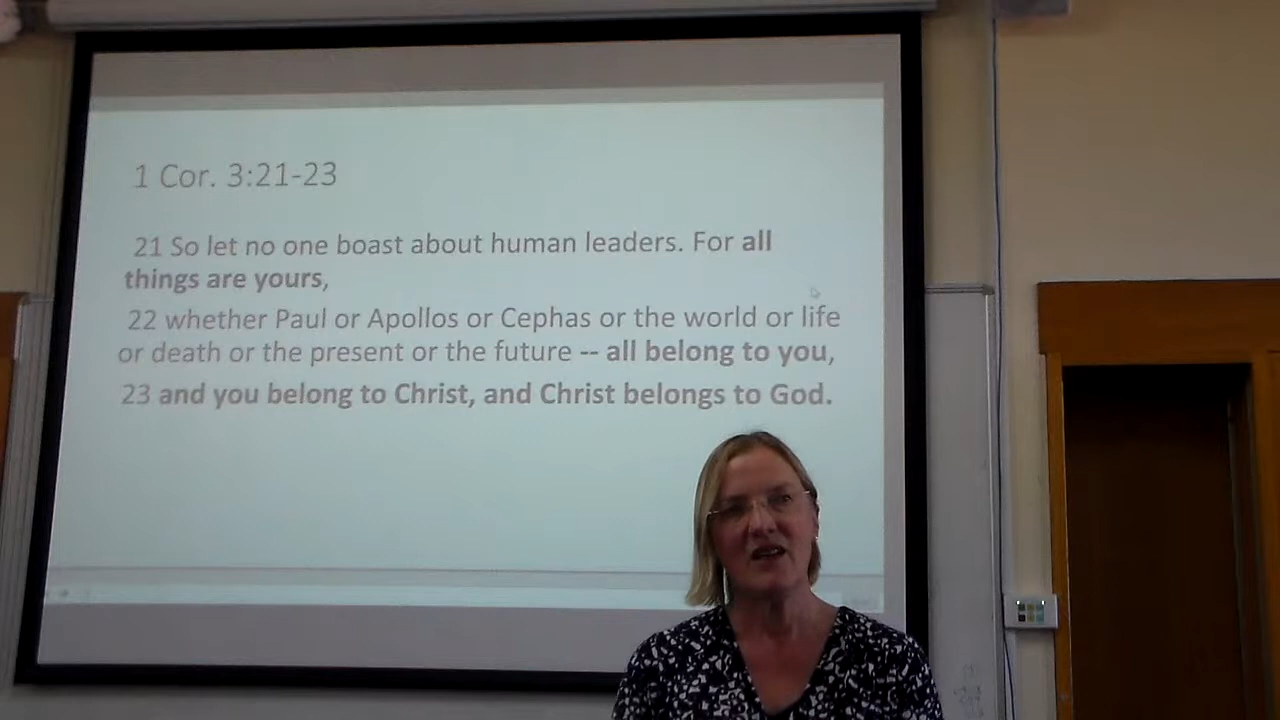 1 Cor. 3:21-23
21 So let no one boast about human leaders. For all
things are yours,
22 whether Paul or Apollos or Cephas or the world or life
or death or the present or the future -- all belong to you,
23 and you belong to Christ, and Christ belongs to God.